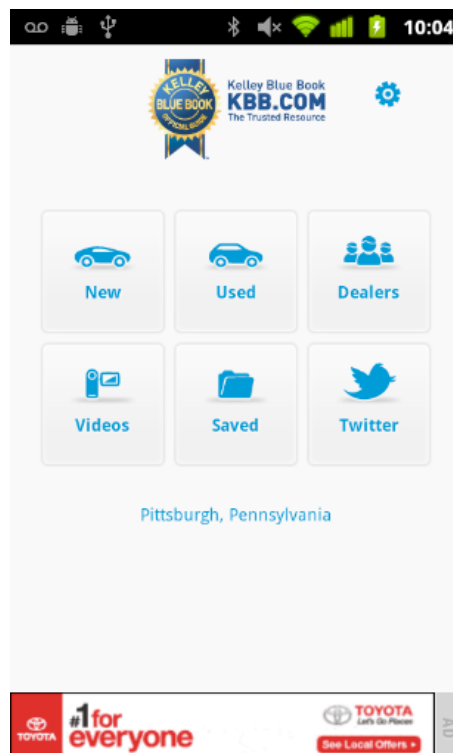 10:04
KELLEY
BLUE BOOK
OFFICIAL GUIDE
Kelley Blue Book
KBB.COM
The Trusted Resource
New
Used
Dealers
Videos
Saved
Twitter
Pittsburgh, Pennsylvania
TOYOTA
#1 for
everyone
TOYOTA
Let's Go Places
See Local Offers
AD